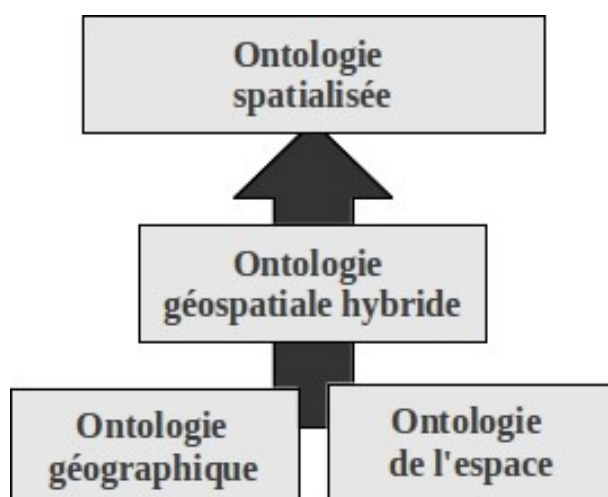 Ontologie
spatialisée
Ontologie
géospatiale hybride
Ontologie
géographique
Ontologie
de l'espace